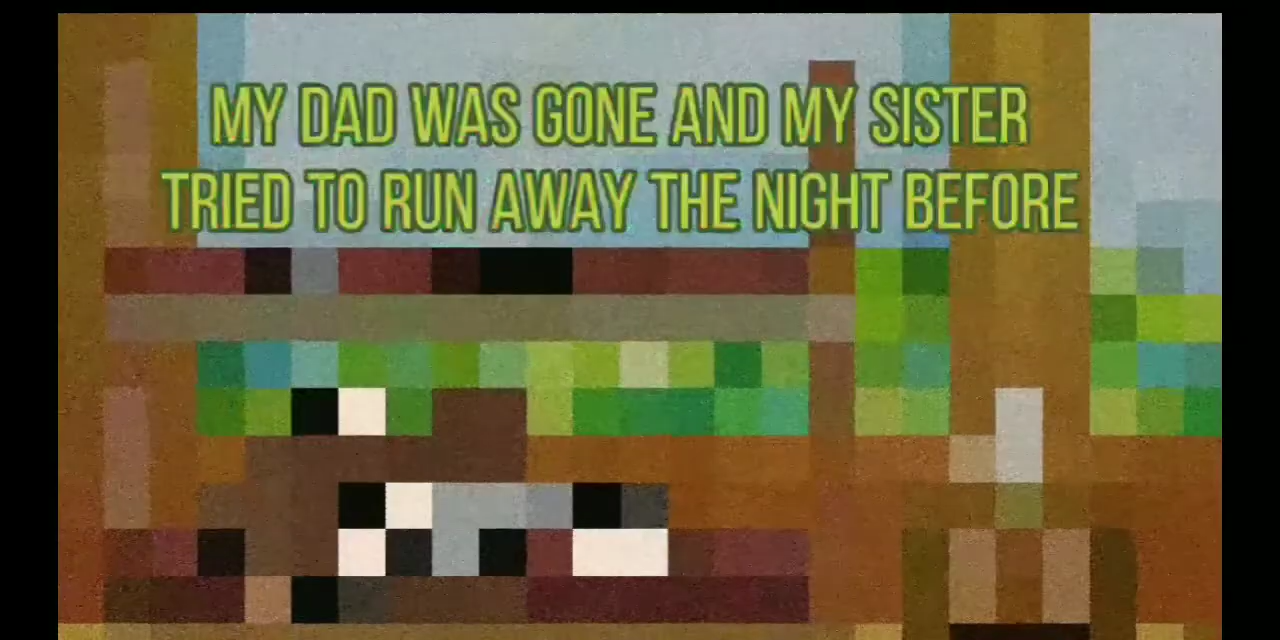 MY DAD WAS GONE AND MY SISTER
TRIED TO RUN AWAY THE NIGHT BEFORE